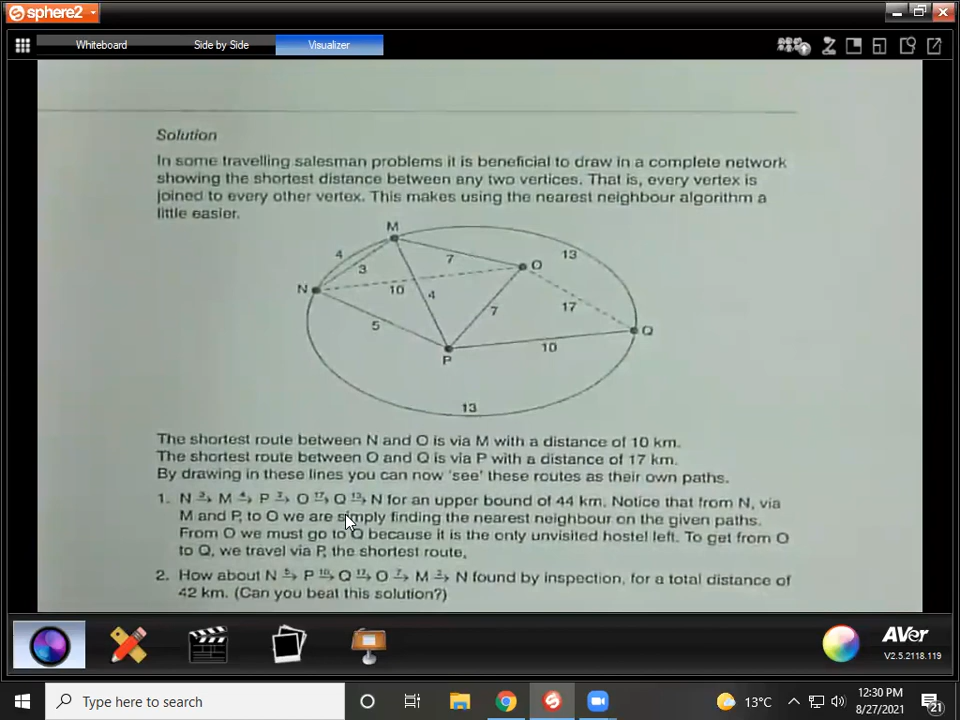 sphere2
Whiteboard
Side by Side
Visualizer
Solution
In some travelling salesman problems it is beneficial to draw in a complete network
showing the shortest distance between any two vertices. That is, every vertex is
joined to every other vertex. This makes using the nearest neighbour algorithm a
little easier.
M
4
3
7
13
O
N
10
4
17
7
5
Q
10
P
13
The shortest route between N and O is via M with a distance of 10 km.
The shortest route between O and Q is via P with a distance of 17 km.
By drawing in these lines you can now 'see' these routes as their own paths.
1. N 3→ M 4→ P 7→ O 17→ Q 13→ N for an upper bound of 44 km. Notice that from N, via
M and P, to O we are simply finding the nearest neighbour on the given paths.
From O we must go to Q because it is the only unvisited hostel left. To get from O
to Q, we travel via P, the shortest route,
2. How about N 5→ P 10→ Q 17→ O 7→ M 3→ N found by inspection, for a total distance of
42 km. (Can you beat this solution?)
AVer
V2.5.2118.119
Type here to search
13°C
12:30 PM
8/27/2021
21